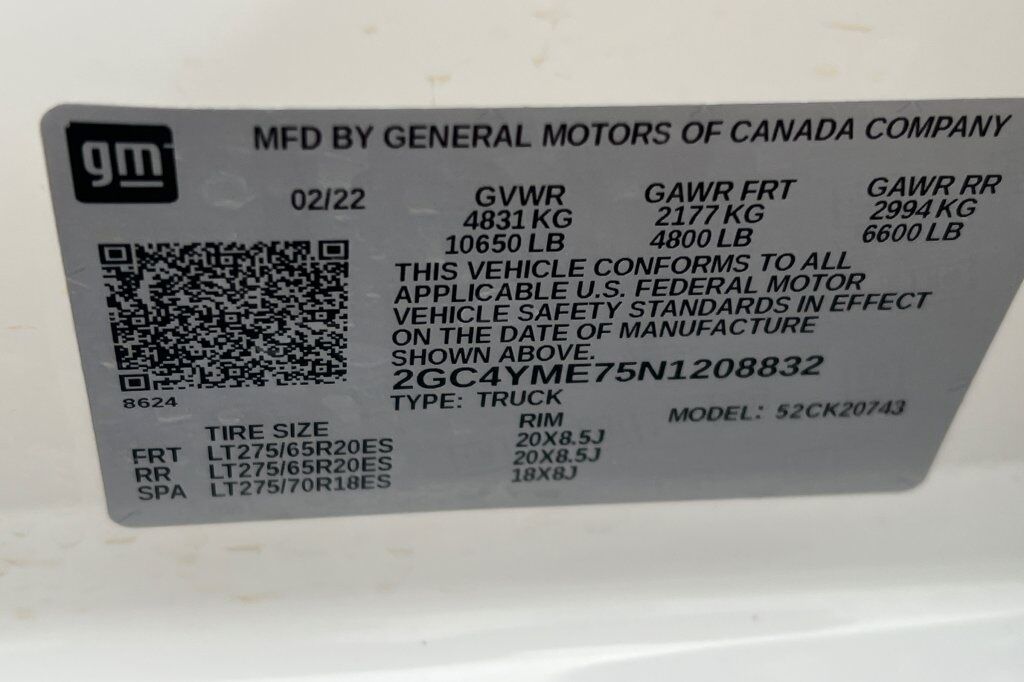 gm
MFD BY GENERAL MOTORS OF CANADA COMPANY
02/22 GVWR GAWR FRT GAWR RR
4831 KG 2177 KG 2994 KG
10650 LB 4800 LB 6600 LB
THIS VEHICLE CONFORMS TO ALL
APPLICABLE U.S. FEDERAL MOTOR
VEHICLE SAFETY STANDARDS IN EFFECT
ON THE DATE OF MANUFACTURE
SHOWN ABOVE.
2GC4YME75N1208832
8624
TYPE: TRUCK MODEL: 52CK20743
TIRE SIZE RIM
FRT LT275/65R20ES 20X8.5J
RR LT275/65R20ES 20X8.5J
SPA LT275/70R18ES 18X8J